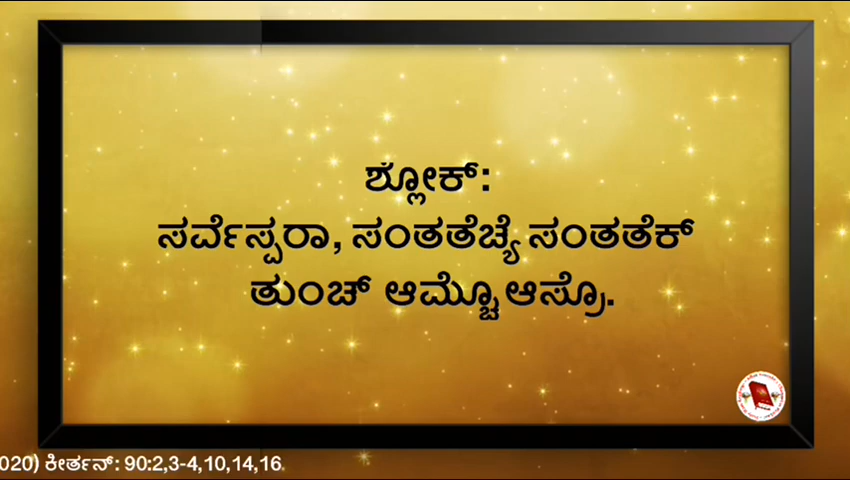 ಶ್ಲೋಕ್:
ಸರ್ವೆಸ್ಪರಾ, ಸಂತತೆಚ್ಯೆ ಸಂತತೆಕ್
ತುಂಚ್ ಆಮ್ಚೊ ಆಸ್ರೊ.
020) ಕೀರ್ತನ್: 90:2,3-4,10,14,16